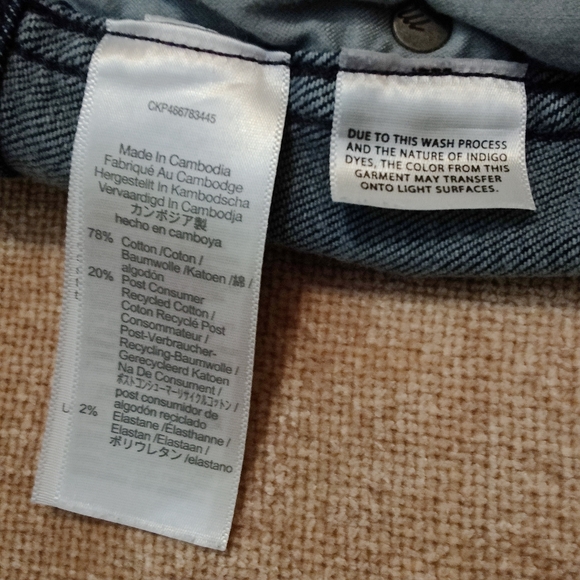 CKP466783445
Made In Cambodia
Fabriqué Au Cambodge
Hergestellt In Kambodscha
Vervaardigd In Cambodja
カンボジア製
hecho en camboya
78% Cotton /Coton /
Baumwolle /Katoen /綿 /
algodón
20% Post Consumer
Recycled Cotton /
Coton Recyclé Post
Consommateur /
Post-Verbraucher-
Recycling-Baumwolle /
Gerecycleerd Katoen
Na De Consument /
ポストコンシューマーリサイクルコットン /
post consumidor de
algodón reciclado
2% Elastane /Élasthanne /
Elastan /Elastaan /
ポリウレタン /elastano
DUE TO THIS WASH PROCESS
AND THE NATURE OF INDIGO
DYES, THE COLOR FROM THIS
GARMENT MAY TRANSFER
ONTO LIGHT SURFACES.